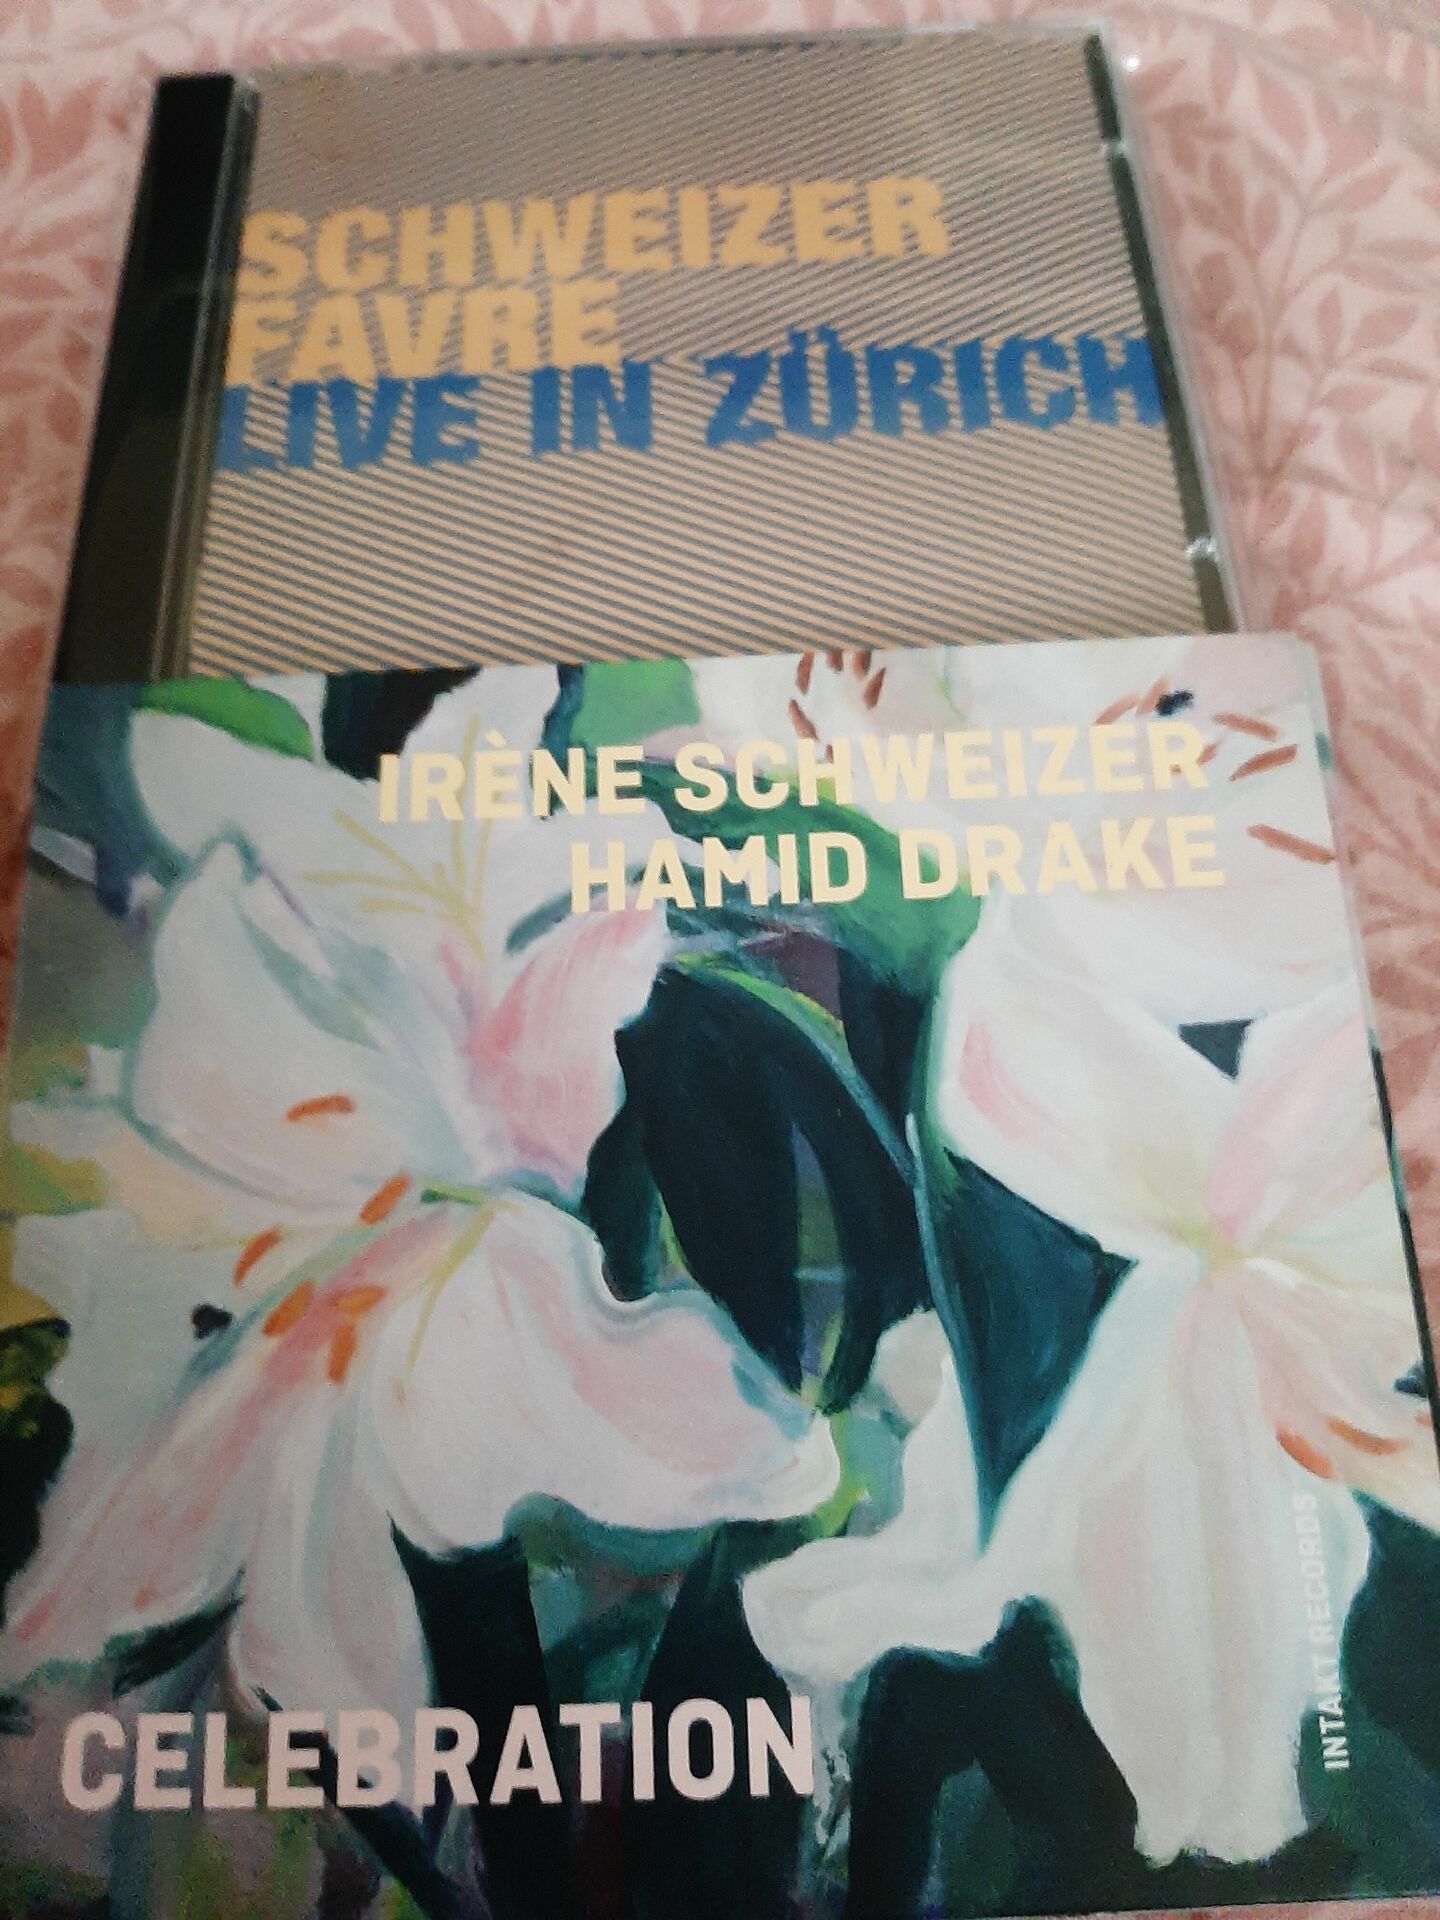 SCHWEIZER
FAVRE
LIVE IN ZÜRICH
IRÈNE SCHWEIZER
HAMID DRAKE
CELEBRATION
INTAKT RECORDS